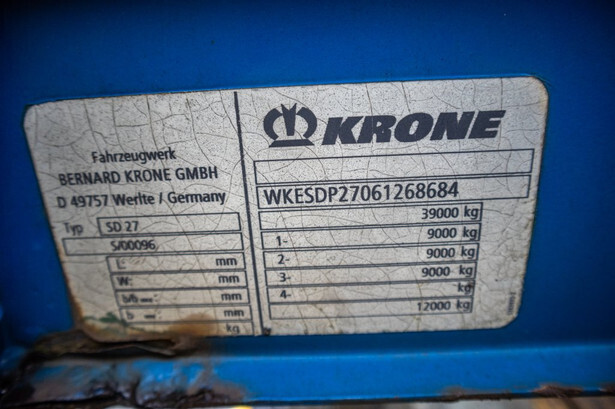 Fahrzeugwerk
BERNARD KRONE GMBH
D 49757 Werlte / Germany
Typ SD 27
S/00096
L: mm
W: mm
b/b mm
b mm
kg
KRONE
WKESDP27061268684
39000 kg
1- 9000 kg
2- 9000 kg
3- 9000 kg
4- kg
12000 kg